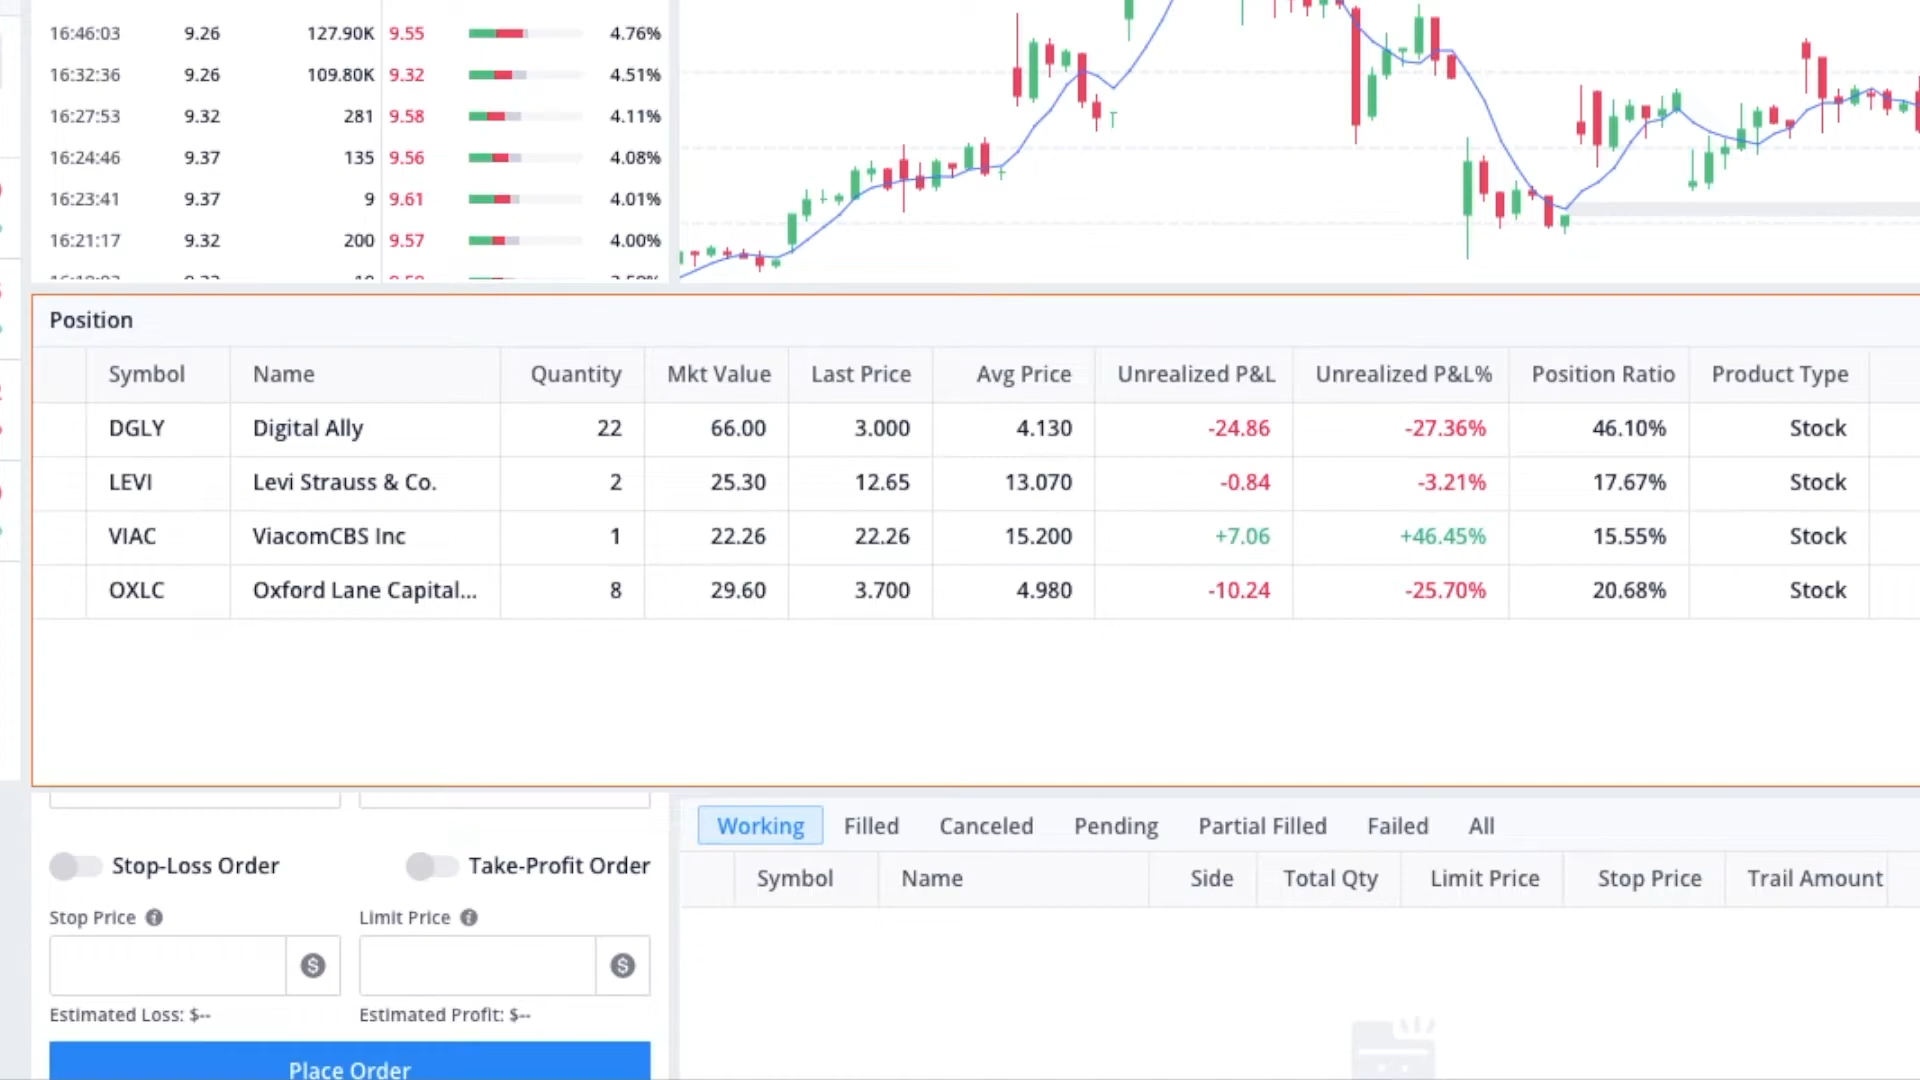 16:46:03 9.26 127.90K 9.55 4.76%
16:32:36 9.26 109.80K 9.32 4.51%
16:27:53 9.32 281 9.58 4.11%
16:24:46 9.37 135 9.56 4.08%
16:23:41 9.37 9 9.61 4.01%
16:21:17 9.32 200 9.57 4.00%
Position
Symbol Name Quantity Mkt Value Last Price Avg Price Unrealized P&L Unrealized P&L% Position Ratio Product Type
DGLY Digital Ally 22 66.00 3.000 4.130 -24.86 -27.36% 46.10% Stock
LEVI Levi Strauss & Co. 2 25.30 12.65 13.070 -0.84 -3.21% 17.67% Stock
VIAC ViacomCBS Inc 1 22.26 22.26 15.200 +7.06 +46.45% 15.55% Stock
OXLC Oxford Lane Capital... 8 29.60 3.700 4.980 -10.24 -25.70% 20.68% Stock
Stop-Loss Order Take-Profit Order
Stop Price Limit Price
$ $
Estimated Loss: $-- Estimated Profit: $--
Place Order
Working Filled Canceled Pending Partial Filled Failed All
Symbol Name Side Total Qty Limit Price Stop Price Trail Amount